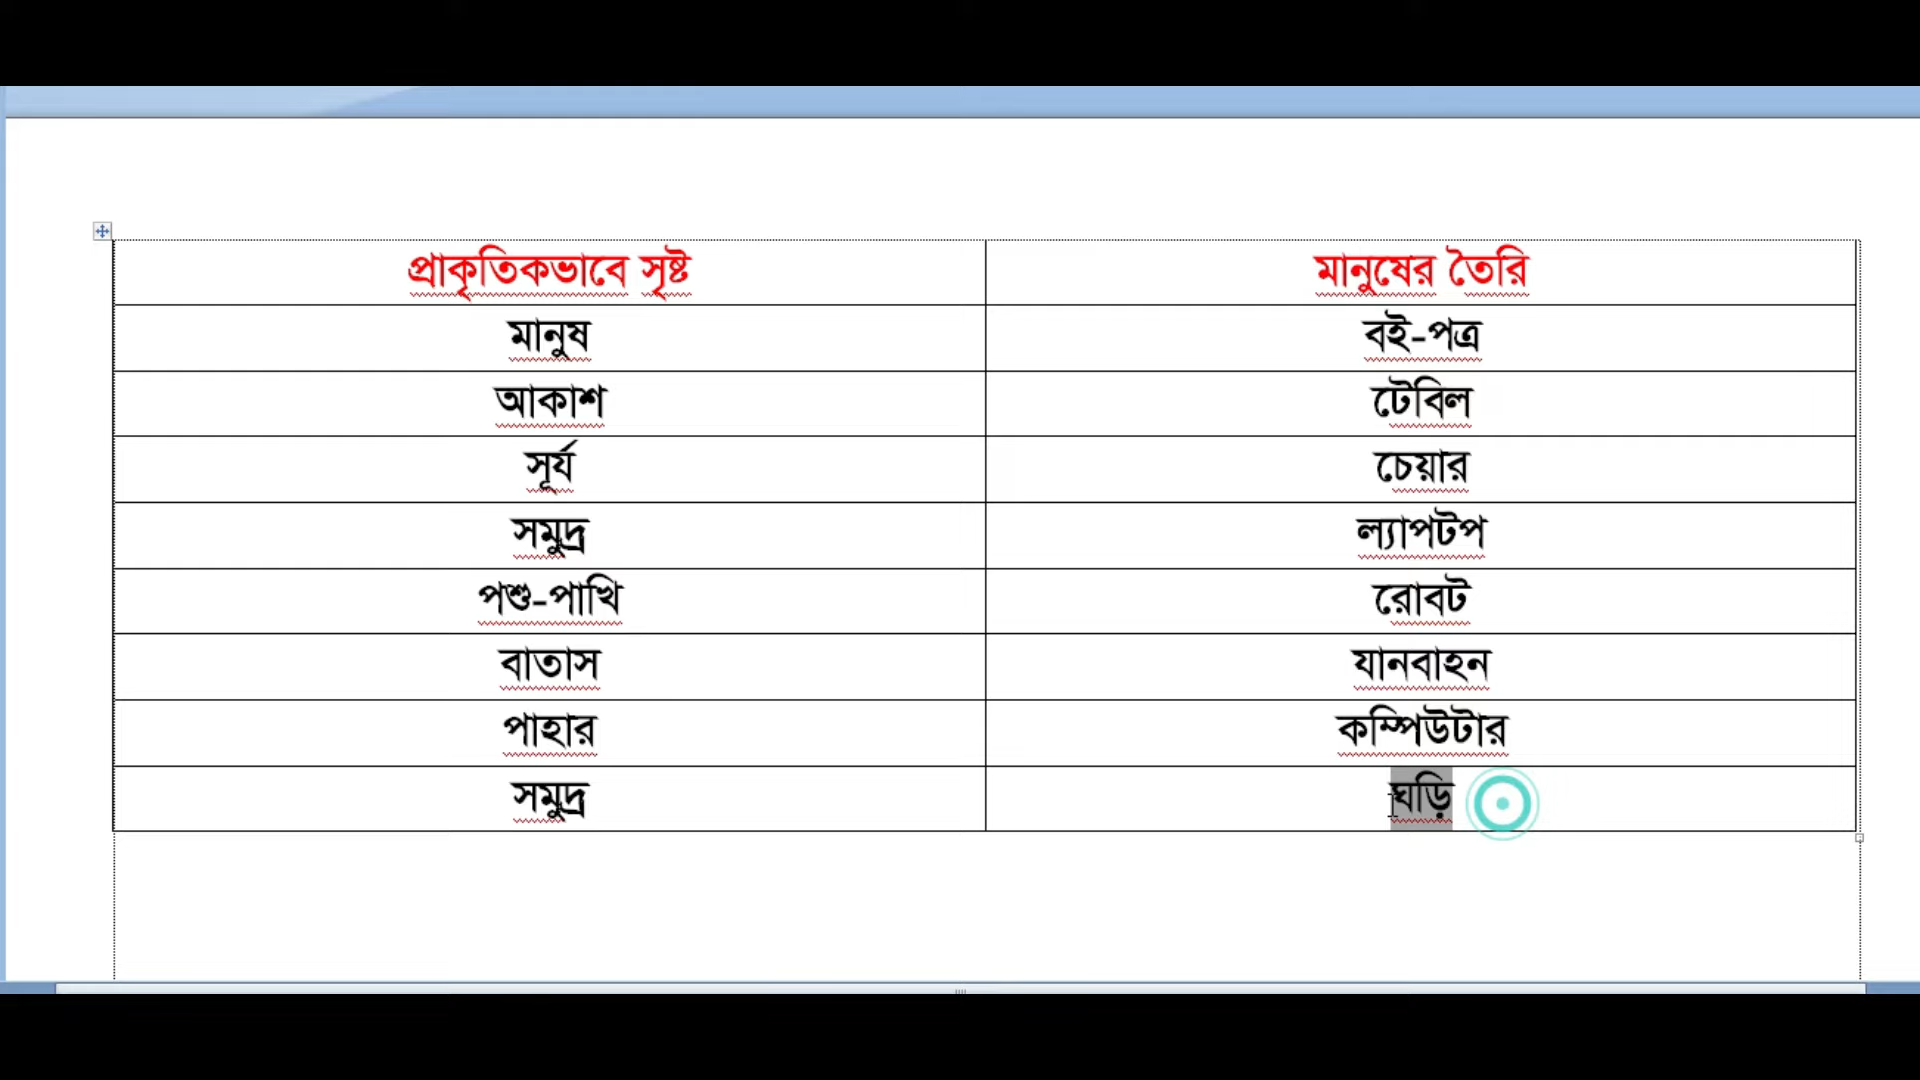 প্রাকৃতিকভাবে সৃষ্ট মানুষের তৈরি
মানুষ বই-পত্র
আকাশ টেবিল
সূর্য চেয়ার
সমুদ্র ল্যাপটপ
পশু-পাখি রোবট
বাতাস যানবাহন
পাহার কম্পিউটার
সমুদ্র ঘড়ি